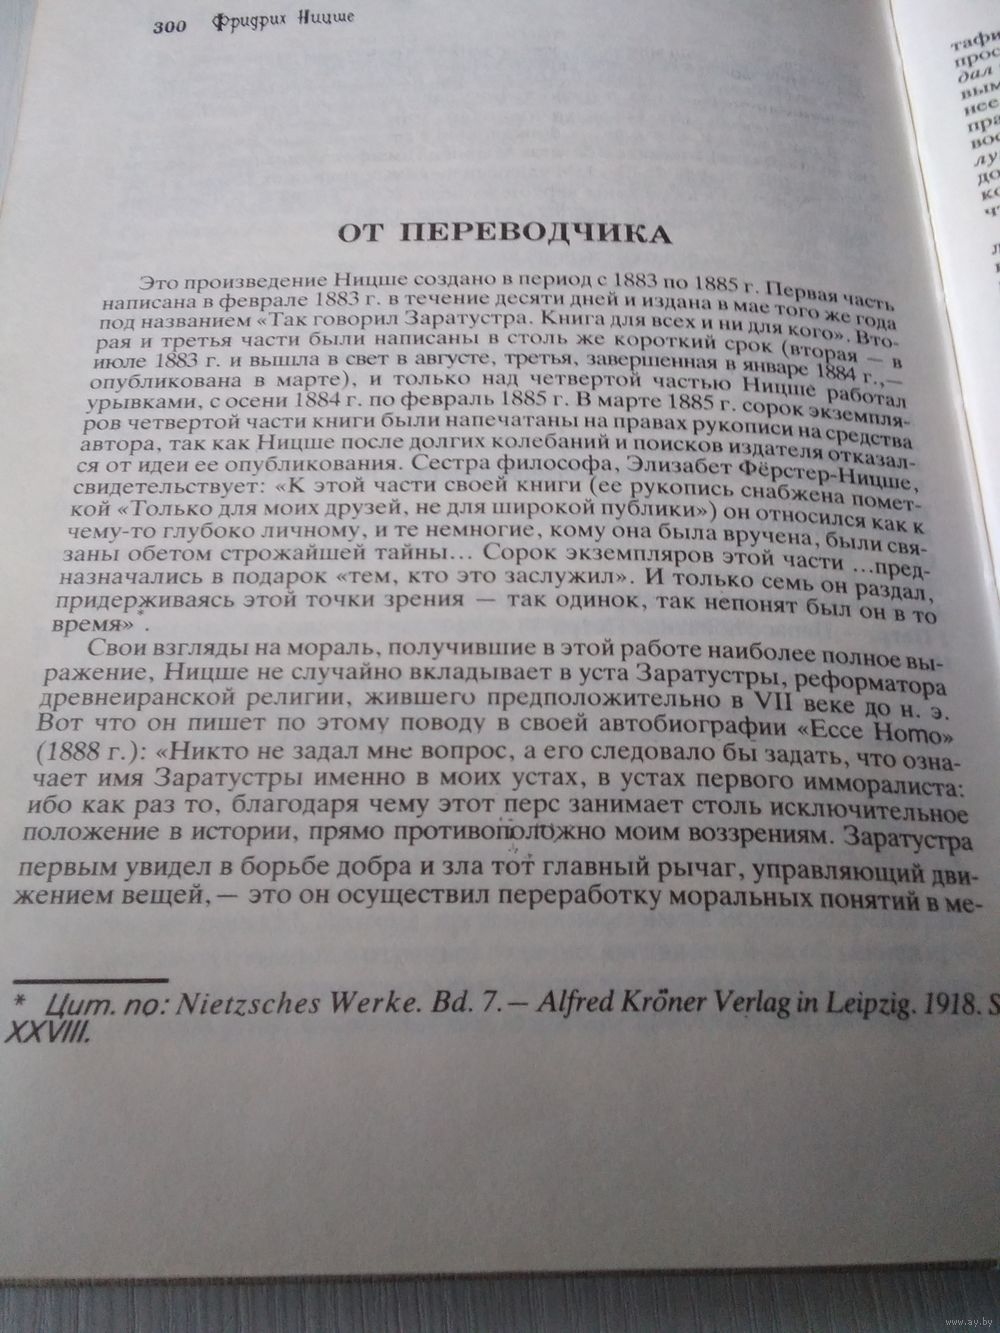 300 Фридрих Ницше
ОТ ПЕРЕВОДЧИКА
Это произведение Ницше создано в период с 1883 по 1885 г. Первая часть
написана в феврале 1883 г. в течение десяти дней и издана в мае того же года
под названием «Так говорил Заратустра. Книга для всех и ни для кого». Вто-
рая и третья части были написаны в столь же короткий срок (вторая — в
июле 1883 г. и вышла в свет в августе, третья, завершенная в январе 1884 г.,—
опубликована в марте), и только над четвертой частью Ницше работал
урывками, с осени 1884 г. по февраль 1885 г. В марте 1885 г. сорок экземпля-
ров четвертой части книги были напечатаны на правах рукописи на средства
автора, так как Ницше после долгих колебаний и поисков издателя отказал-
ся от идеи ее опубликования. Сестра философа, Элизабет Фёрстер-Ницше,
свидетельствует: «К этой части своей книги (ее рукопись снабжена помет-
кой «Только для моих друзей, не для широкой публики») он относился как к
чему-то глубоко личному, и те немногие, кому она была вручена, были свя-
заны обетом строжайшей тайны... Сорок экземпляров этой части ...пред-
назначались в подарок «тем, кто это заслужил». И только семь он раздал,
придерживаясь этой точки зрения — так одинок, так непонят был он в то
время»*.
Свои взгляды на мораль, получившие в этой работе наиболее полное вы-
ражение, Ницше не случайно вкладывает в уста Заратустры, реформатора
древнеиранской религии, жившего предположительно в VII веке до н. э.
Вот что он пишет по этому поводу в своей автобиографии «Ecce Homo»
(1888 г.): «Никто не задал мне вопрос, а его следовало бы задать, что озна-
чает имя Заратустры именно в моих устах, в устах первого имморалиста:
ибо как раз то, благодаря чему этот перс занимает столь исключительное
положение в истории, прямо противоположно моим воззрениям. Заратустра
первым увидел в борьбе добра и зла тот главный рычаг, управляющий дви-
жением вещей,— это он осуществил переработку моральных понятий в ме-
* Цит. по: Nietzsches Werke. Bd. 7.— Alfred Kröner Verlag in Leipzig. 1918. S
XXVIII.
www.ay.by